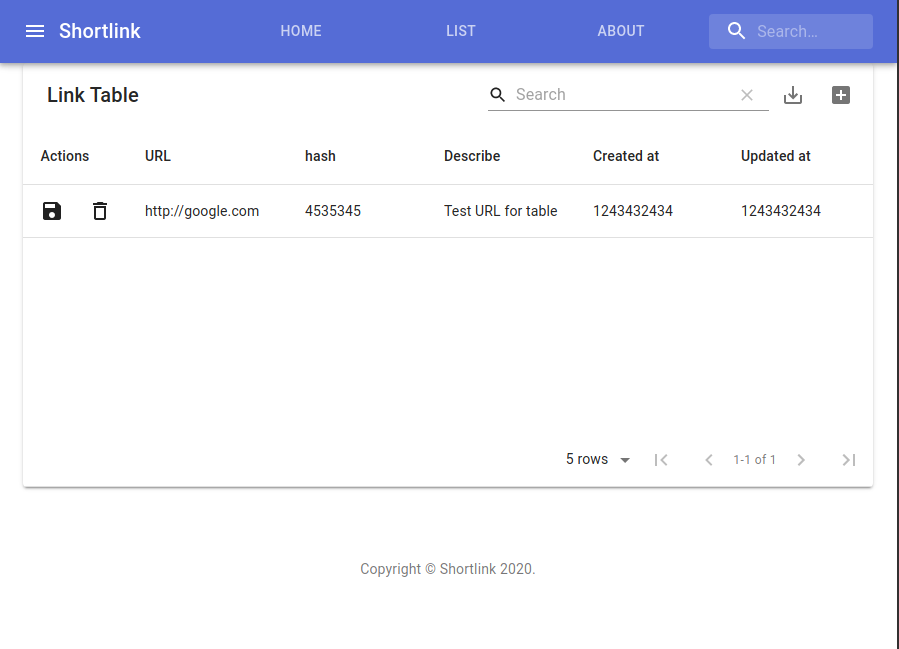 Shortlink HOME LIST ABOUT Search...
Link Table Search
Actions URL hash Describe Created at Updated at
http://google.com 4535345 Test URL for table 1243432434 1243432434
5 rows 1-1 of 1
Copyright © Shortlink 2020.